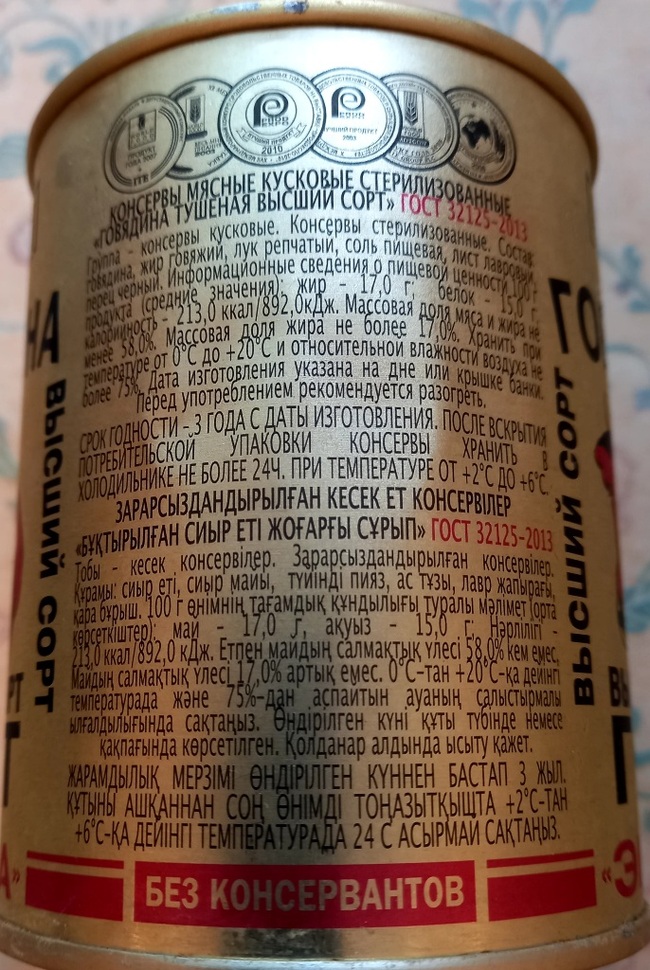 КОНСЕРВЫ МЯСНЫЕ КУСКОВЫЕ СТЕРИЛИЗОВАННЫЕ
«ГОВЯДИНА ТУШЕНАЯ ВЫСШИЙ СОРТ» ГОСТ 32125-2013
Группа - консервы кусковые. Консервы стерилизованные. Состав:
говядина, жир говяжий, лук репчатый, соль пищевая, лист лавровый,
перец черный. Информационные сведения о пищевой ценности 100 г
продукта (средние значения): жир - 17,0 г; белок - 15,0 г,
калорийность - 213,0 ккал/892,0кДж. Массовая доля мяса и жира не
менее 58,0%. Массовая доля жира не более 17,0%. Хранить при
температуре от 0°С до +20°С и относительной влажности воздуха не
более 75%. Дата изготовления указана на дне или крышке банки.
Перед употреблением рекомендуется разогреть.
СРОК ГОДНОСТИ - 3 ГОДА С ДАТЫ ИЗГОТОВЛЕНИЯ. ПОСЛЕ ВСКРЫТИЯ
ПОТРЕБИТЕЛЬСКОЙ УПАКОВКИ КОНСЕРВЫ ХРАНИТЬ В
ХОЛОДИЛЬНИКЕ НЕ БОЛЕЕ 24Ч. ПРИ ТЕМПЕРАТУРЕ ОТ +2°С ДО +6°С.
ЗАРАРСЫЗДАНДЫРЫЛҒАН КЕСЕК ЕТ КОНСЕРВІЛЕР
«БҰҚТЫРЫЛҒАН СИЫР ЕТІ ЖОҒАРҒЫ СҰРЫП» ГОСТ 32125-2013
Тобы - кесек консервілер. Зарарсыздандырылған консервілер.
Құрамы: сиыр еті, сиыр майы, түйінді пияз, ас тұзы, лавр жапырағы,
қара бұрыш. 100 г өнімнің тағамдық құндылығы туралы мәлімет (орта
көрсеткіштер): май - 17,0 г, ақуыз - 15,0 г; Нәрлілігі -
213,0 ккал/892,0 кДж. Етпен майдың салмақтық үлесі 58,0% кем емес,
Майдың салмақтық үлесі 17,0% артық емес. 0°С-тан +20°С-қа дейінгі
температурада және 75%-дан аспайтын ауаның салыстырмалы
ылғалдылығында сақтаңыз. Өндірілген күні құты түбінде немесе
қақпағында көрсетілген. Қолданар алдында ысыту қажет.
ЖАРАМДЫЛЫҚ МЕРЗІМІ ӨНДІРІЛГЕН КҮННЕН БАСТАП 3 ЖЫЛ.
ҚҰТЫНЫ АШҚАННАН СОҢ ӨНІМДІ ТОҢАЗЫТҚЫШТА +2°С-ТАН
+6°С-ҚА ДЕЙІНГІ ТЕМПЕРАТУРАДА 24 С АСЫРМАЙ САҚТАҢЫЗ.
БЕЗ КОНСЕРВАНТОВ
ВЫСШИЙ СОРТ
ВЫСШИЙ СОРТ